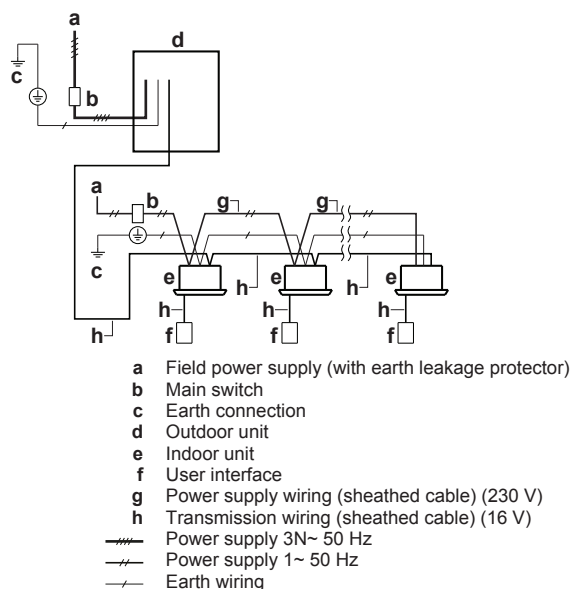 a
d
c
b
a
b
g
g
c
e
e
e
h
h
h
h
h
h
f
f
f
a Field power supply (with earth leakage protector)
b Main switch
c Earth connection
d Outdoor unit
e Indoor unit
f User interface
g Power supply wiring (sheathed cable) (230 V)
h Transmission wiring (sheathed cable) (16 V)
Power supply 3N~ 50 Hz
Power supply 1~ 50 Hz
Earth wiring